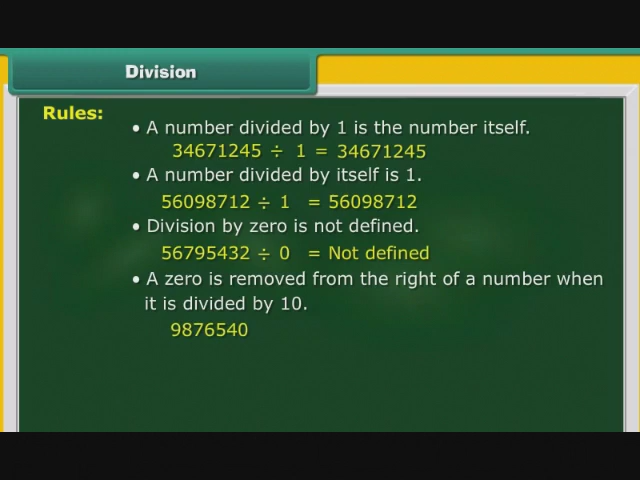 Division
Rules:
• A number divided by 1 is the number itself.
34671245 ÷ 1 = 34671245
• A number divided by itself is 1.
56098712 ÷ 1 = 56098712
• Division by zero is not defined.
56795432 ÷ 0 = Not defined
• A zero is removed from the right of a number when
it is divided by 10.
9876540